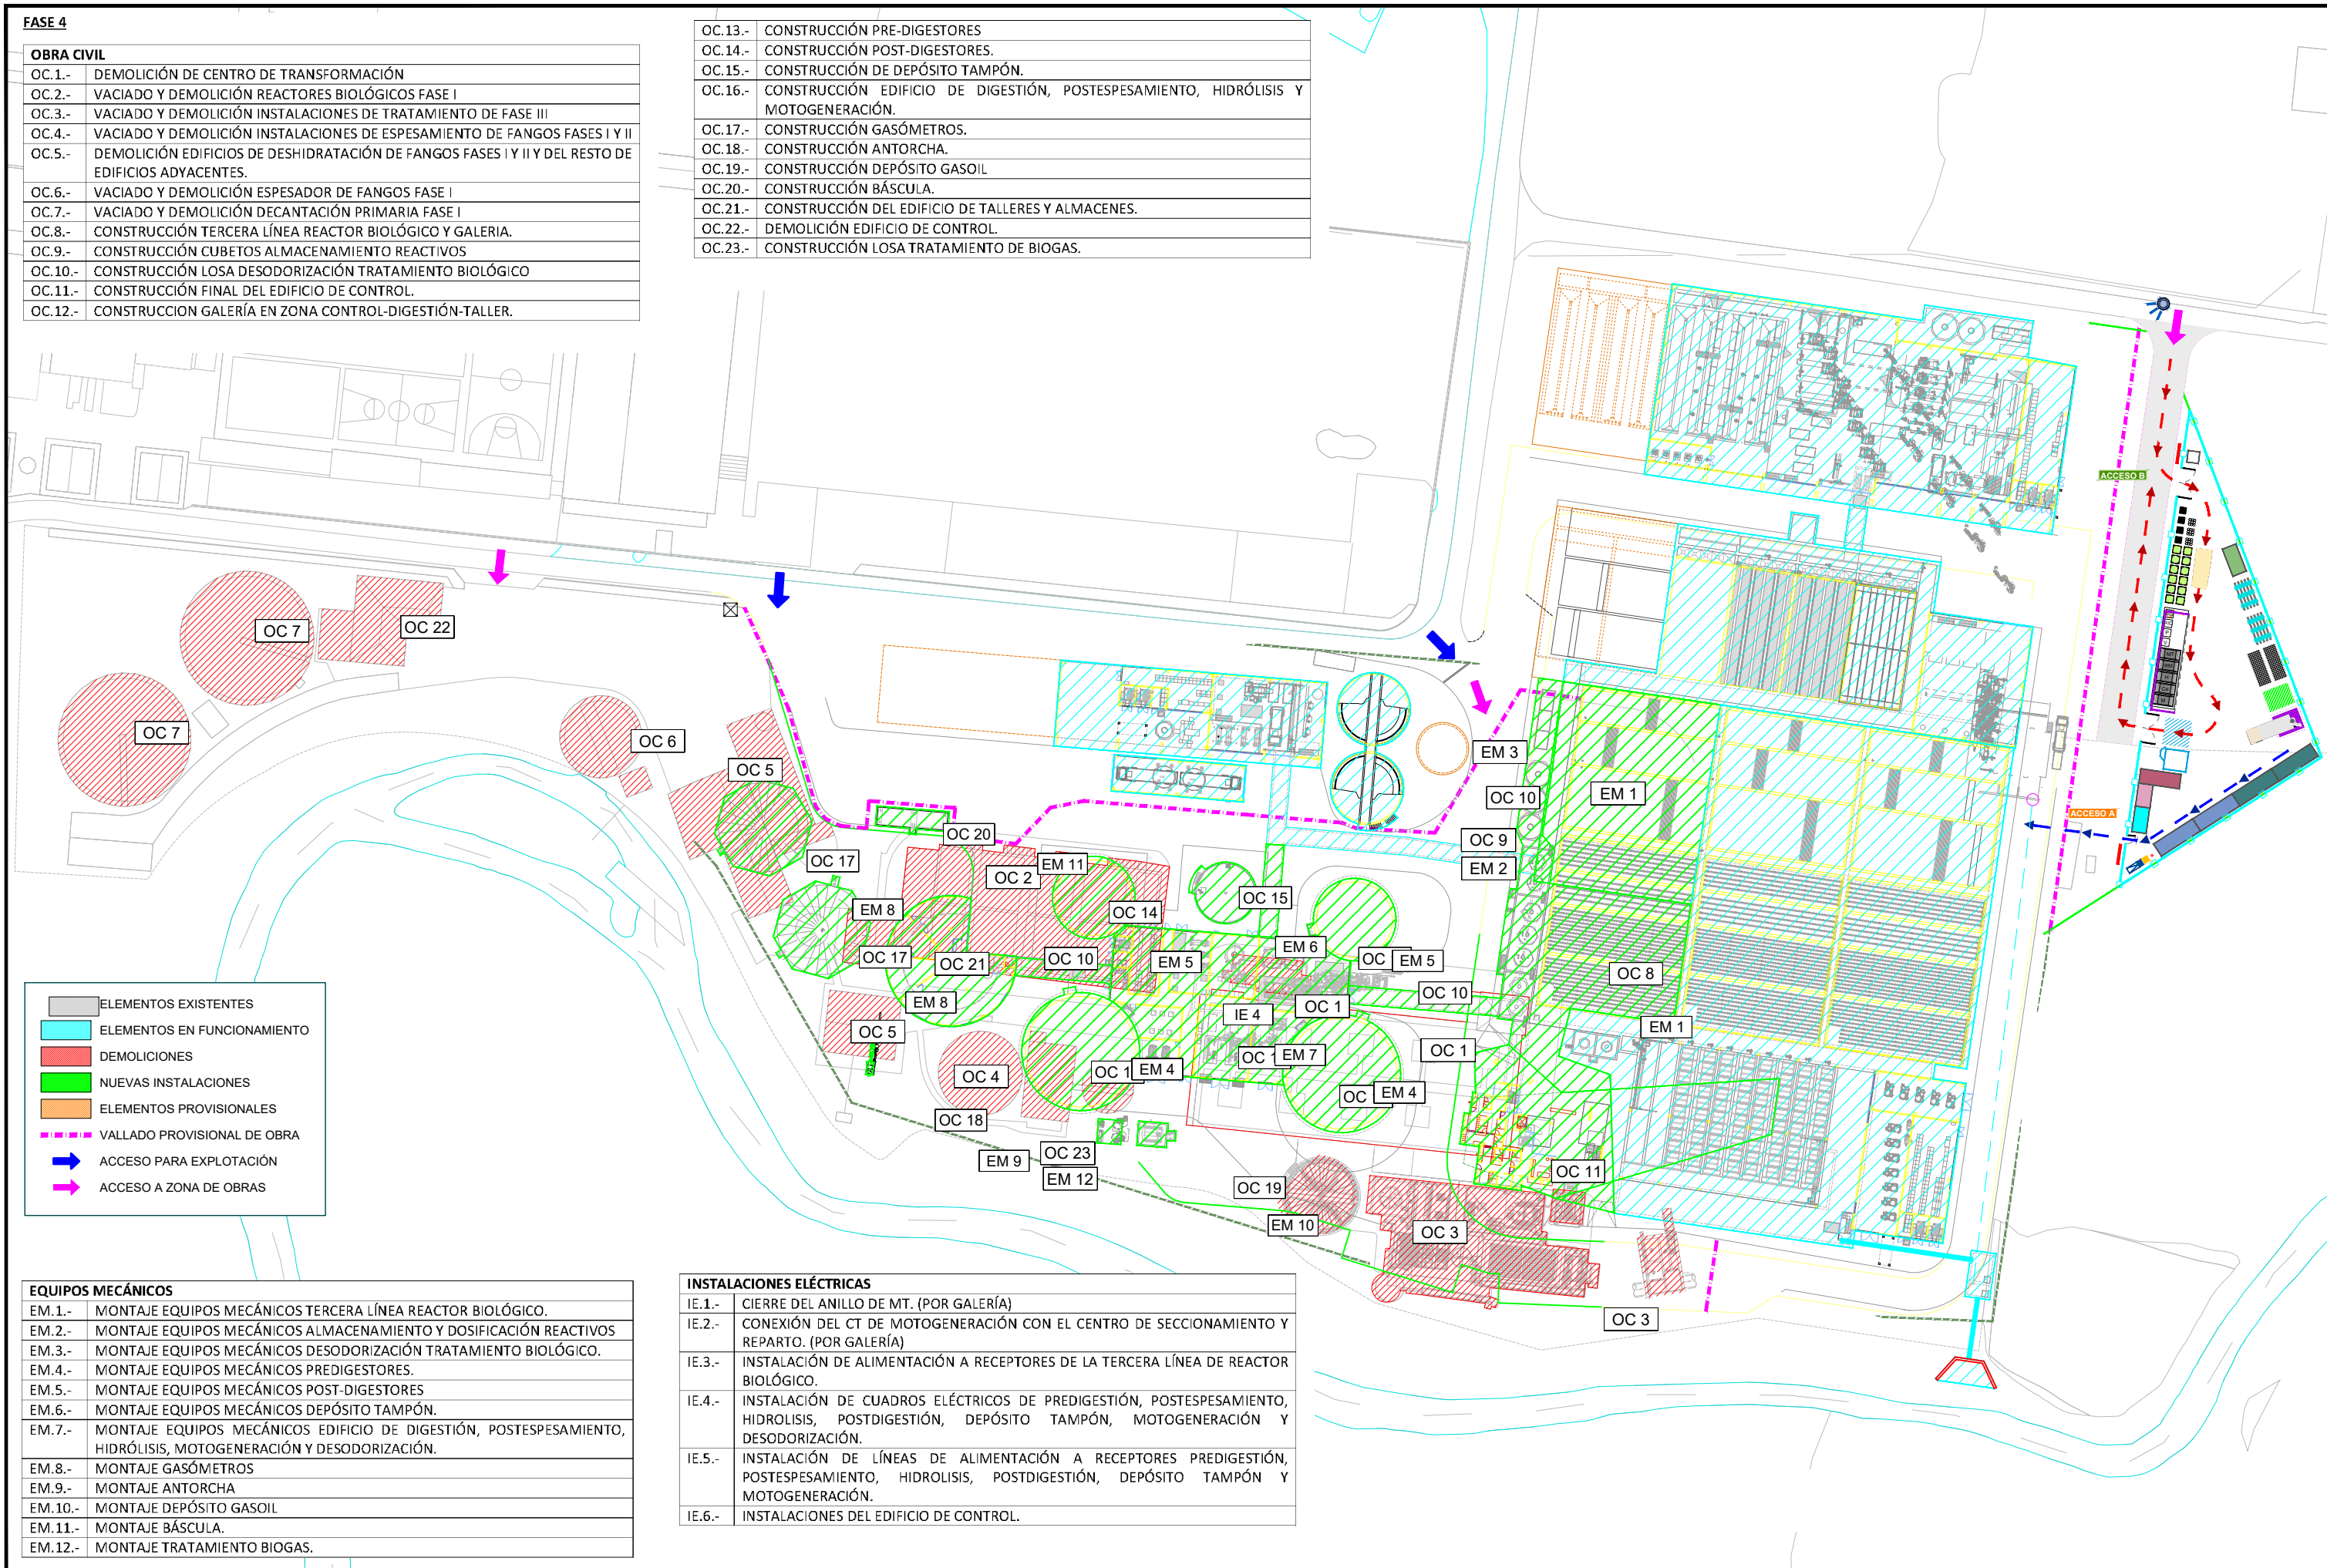 FASE 4
OBRA CIVIL
OC.1.- DEMOLICIÓN DE CENTRO DE TRANSFORMACIÓN
OC.2.- VACIADO Y DEMOLICIÓN REACTORES BIOLÓGICOS FASE I
OC.3.- VACIADO Y DEMOLICIÓN INSTALACIONES DE TRATAMIENTO DE FASE III
OC.4.- VACIADO Y DEMOLICIÓN INSTALACIONES DE ESPESAMIENTO DE FANGOS FASES I Y II
OC.5.- DEMOLICIÓN EDIFICIOS DE DESHIDRATACIÓN DE FANGOS FASES I Y II Y DEL RESTO DE
EDIFICIOS ADYACENTES.
OC.6.- VACIADO Y DEMOLICIÓN ESPESADOR DE FANGOS FASE I
OC.7.- VACIADO Y DEMOLICIÓN DECANTACIÓN PRIMARIA FASE I
OC.8.- CONSTRUCCIÓN TERCERA LÍNEA REACTOR BIOLÓGICO Y GALERIA.
OC.9.- CONSTRUCCIÓN CUBETOS ALMACENAMIENTO REACTIVOS
OC.10.- CONSTRUCCIÓN LOSA DESODORIZACIÓN TRATAMIENTO BIOLÓGICO
OC.11.- CONSTRUCCIÓN FINAL DEL EDIFICIO DE CONTROL.
OC.12.- CONSTRUCCION GALERÍA EN ZONA CONTROL-DIGESTIÓN-TALLER.
OC.13.- CONSTRUCCIÓN PRE-DIGESTORES
OC.14.- CONSTRUCCIÓN POST-DIGESTORES.
OC.15.- CONSTRUCCIÓN DE DEPÓSITO TAMPÓN.
OC.16.- CONSTRUCCIÓN EDIFICIO DE DIGESTIÓN, POSTESPESAMIENTO, HIDRÓLISIS Y
MOTOGENERACIÓN.
OC.17.- CONSTRUCCIÓN GASÓMETROS.
OC.18.- CONSTRUCCIÓN ANTORCHA.
OC.19.- CONSTRUCCIÓN DEPÓSITO GASOIL
OC.20.- CONSTRUCCIÓN BÁSCULA.
OC.21.- CONSTRUCCIÓN DEL EDIFICIO DE TALLERES Y ALMACENES.
OC.22.- DEMOLICIÓN EDIFICIO DE CONTROL.
OC.23.- CONSTRUCCIÓN LOSA TRATAMIENTO DE BIOGAS.
ACCESO B
ACCESO A
OC 7
OC 22
OC 7
OC 6
OC 5
EM 3
OC 10
EM 1
OC 20
OC 9
OC 17
EM 11
EM 2
OC 2
OC 15
EM 8
OC 14
EM 6
OC 17
OC 21
OC 10
EM 5
OC
EM 5
OC 8
EM 8
OC 10
OC 1
IE 4
OC 5
EM 1
OC 1
OC 1
EM 7
OC 4
OC 1
EM 4
OC
EM 4
OC 18
OC 23
EM 9
EM 12
OC 11
OC 19
EM 10
OC 3
OC 3
ELEMENTOS EXISTENTES
ELEMENTOS EN FUNCIONAMIENTO
DEMOLICIONES
NUEVAS INSTALACIONES
ELEMENTOS PROVISIONALES
VALLADO PROVISIONAL DE OBRA
ACCESO PARA EXPLOTACIÓN
ACCESO A ZONA DE OBRAS
EQUIPOS MECÁNICOS
EM.1.- MONTAJE EQUIPOS MECÁNICOS TERCERA LÍNEA REACTOR BIOLÓGICO.
EM.2.- MONTAJE EQUIPOS MECÁNICOS ALMACENAMIENTO Y DOSIFICACIÓN REACTIVOS
EM.3.- MONTAJE EQUIPOS MECÁNICOS DESODORIZACIÓN TRATAMIENTO BIOLÓGICO.
EM.4.- MONTAJE EQUIPOS MECÁNICOS PREDIGESTORES.
EM.5.- MONTAJE EQUIPOS MECÁNICOS POST-DIGESTORES
EM.6.- MONTAJE EQUIPOS MECÁNICOS DEPÓSITO TAMPÓN.
EM.7.- MONTAJE EQUIPOS MECÁNICOS EDIFICIO DE DIGESTIÓN, POSTESPESAMIENTO,
HIDRÓLISIS, MOTOGENERACIÓN Y DESODORIZACIÓN.
EM.8.- MONTAJE GASÓMETROS
EM.9.- MONTAJE ANTORCHA
EM.10.- MONTAJE DEPÓSITO GASOIL
EM.11.- MONTAJE BÁSCULA.
EM.12.- MONTAJE TRATAMIENTO BIOGAS.
INSTALACIONES ELÉCTRICAS
IE.1.- CIERRE DEL ANILLO DE MT. (POR GALERÍA)
IE.2.- CONEXIÓN DEL CT DE MOTOGENERACIÓN CON EL CENTRO DE SECCIONAMIENTO Y
REPARTO. (POR GALERÍA)
IE.3.- INSTALACIÓN DE ALIMENTACIÓN A RECEPTORES DE LA TERCERA LÍNEA DE REACTOR
BIOLÓGICO.
IE.4.- INSTALACIÓN DE CUADROS ELÉCTRICOS DE PREDIGESTIÓN, POSTESPESAMIENTO,
HIDROLISIS, POSTDIGESTIÓN, DEPÓSITO TAMPÓN, MOTOGENERACIÓN Y
DESODORIZACIÓN.
IE.5.- INSTALACIÓN DE LÍNEAS DE ALIMENTACIÓN A RECEPTORES PREDIGESTIÓN,
POSTESPESAMIENTO, HIDROLISIS, POSTDIGESTIÓN, DEPÓSITO TAMPÓN Y
MOTOGENERACIÓN.
IE.6.- INSTALACIONES DEL EDIFICIO DE CONTROL.